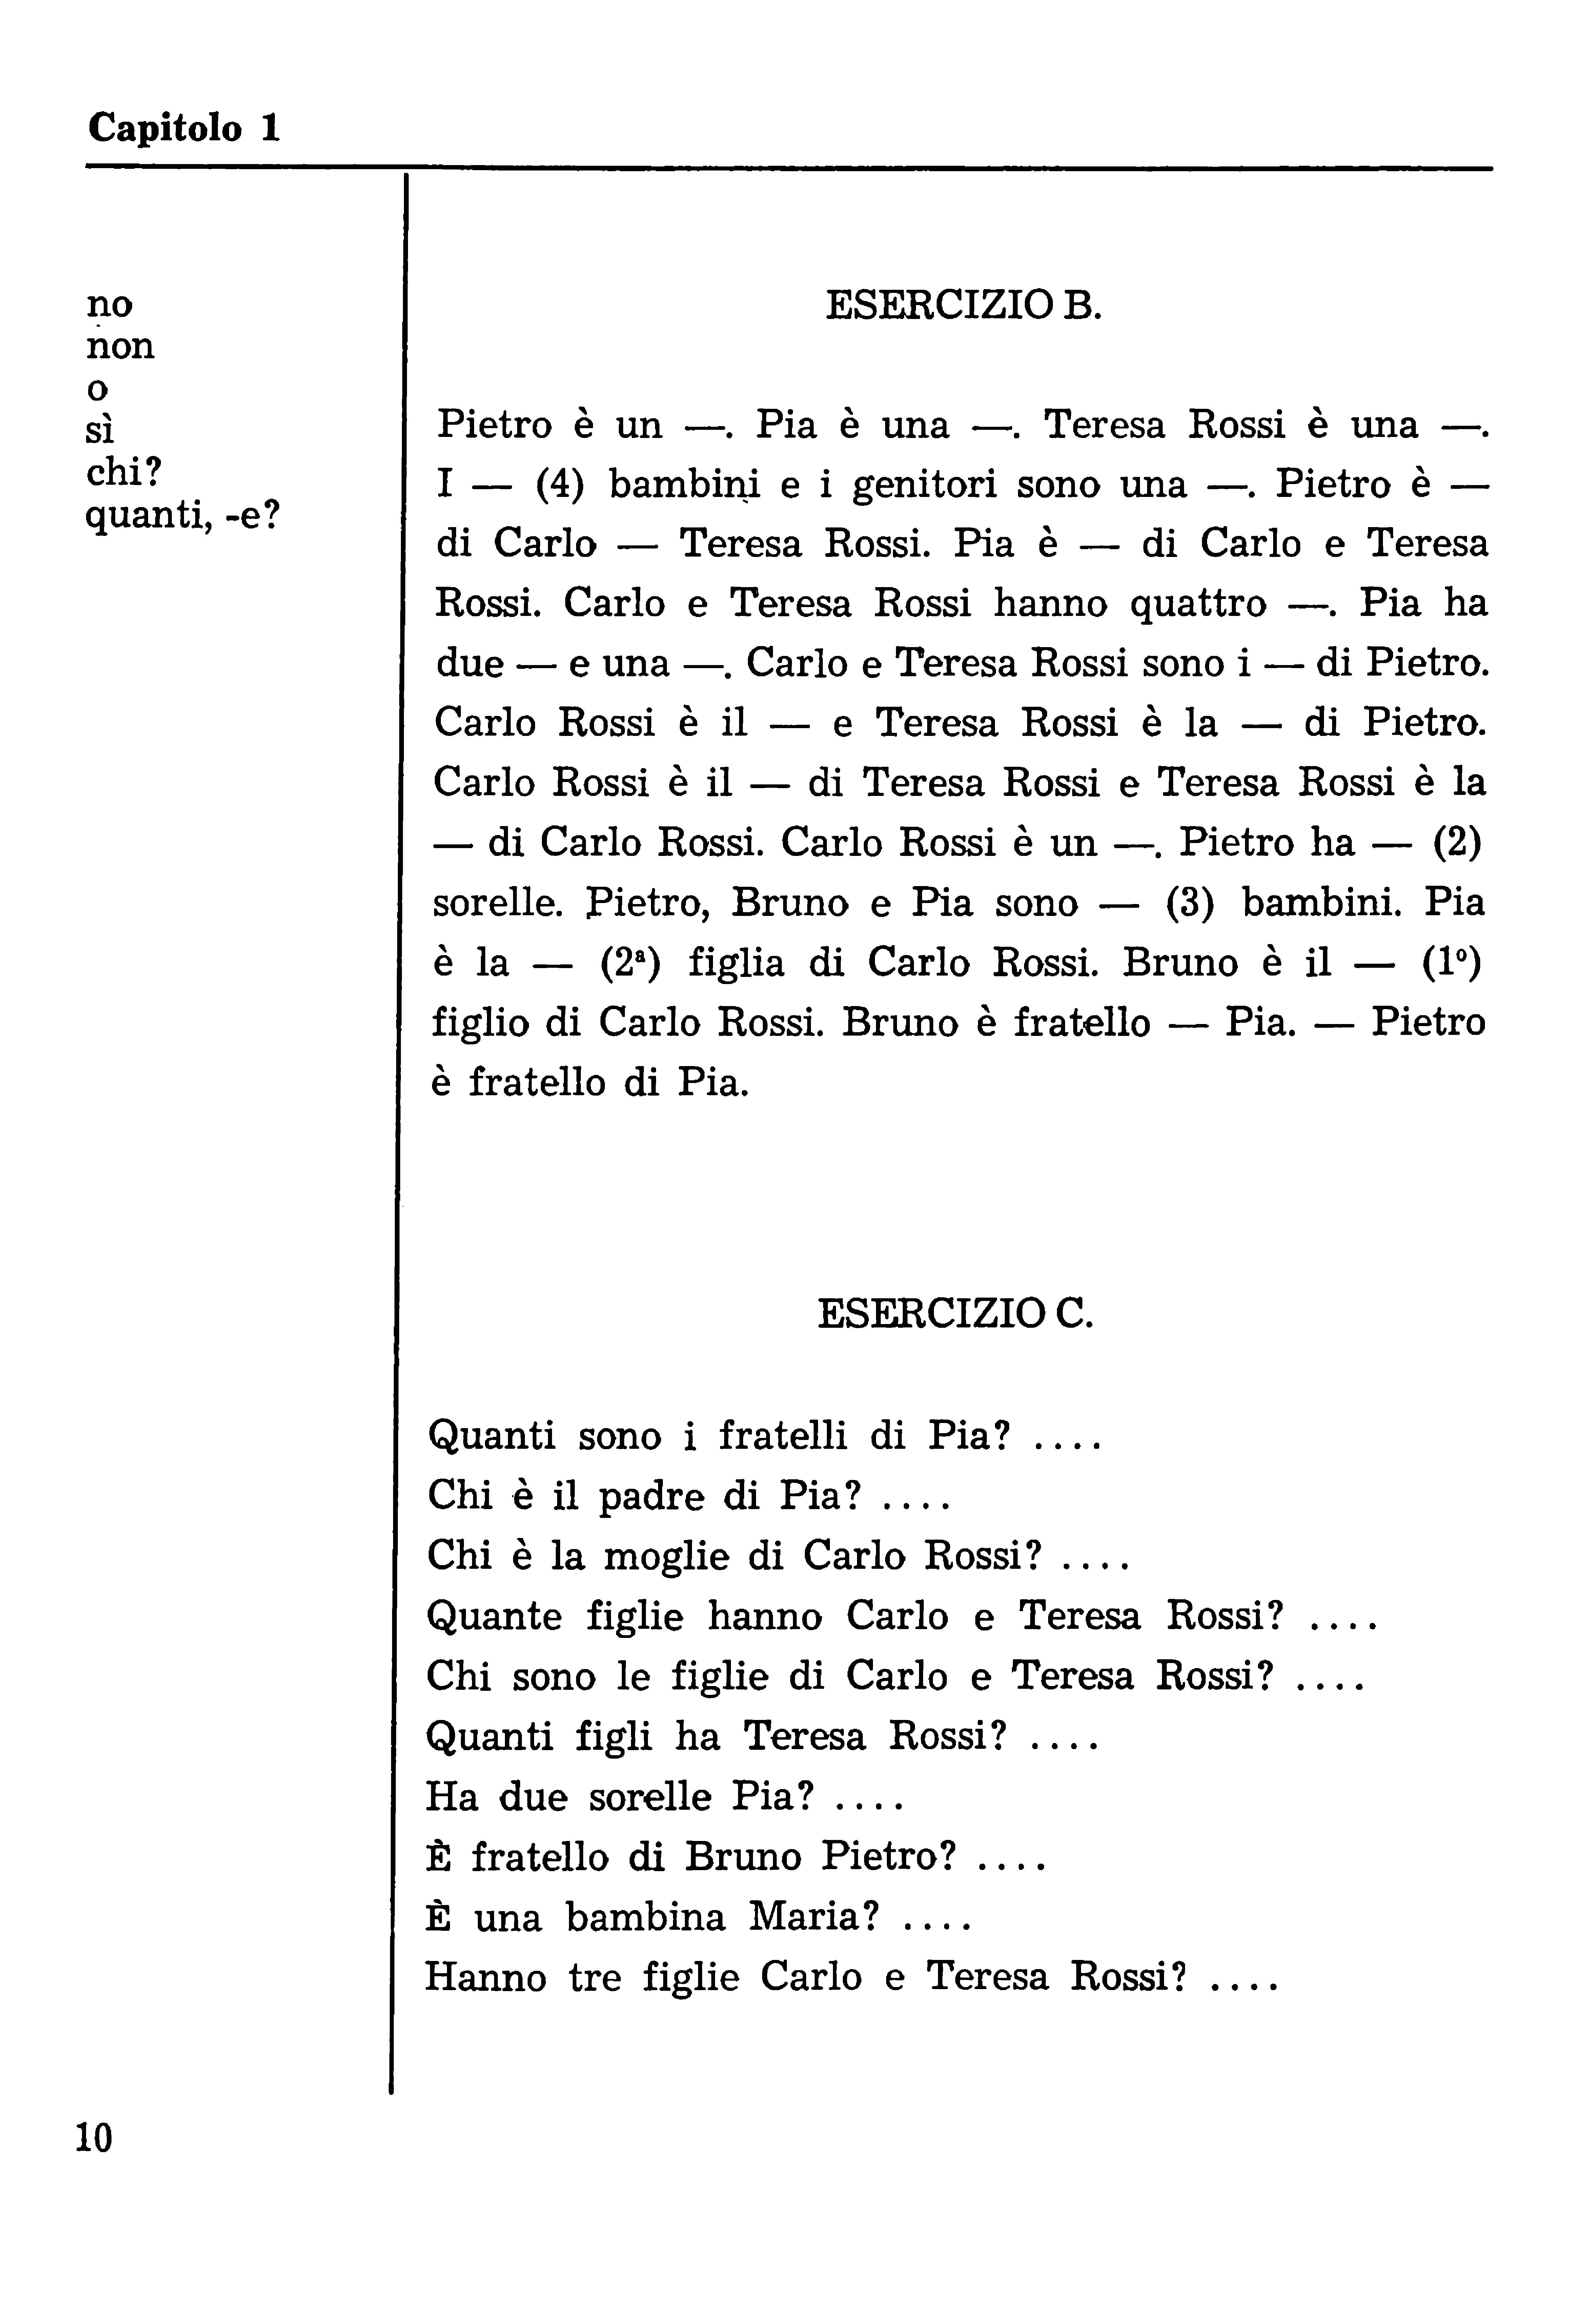 Capitolo 1
no
non
o
sì
chi?
quanti, -e?
ESERCIZIO B.
Pietro è un —. Pia è una —. Teresa Rossi è una —.
I — (4) bambini e i genitori sono una —. Pietro è —
di Carlo — Teresa Rossi. Pia è — di Carlo e Teresa
Rossi. Carlo e Teresa Rossi hanno quattro —. Pia ha
due — e una —. Carlo e Teresa Rossi sono i — di Pietro.
Carlo Rossi è il — e Teresa Rossi è la — di Pietro.
Carlo Rossi è il — di Teresa Rossi e Teresa Rossi è la
— di Carlo Rossi. Carlo Rossi è un —. Pietro ha — (2)
sorelle. Pietro, Bruno e Pia sono — (3) bambini. Pia
è la — (2ª) figlia di Carlo Rossi. Bruno è il — (1º)
figlio di Carlo Rossi. Bruno è fratello — Pia. — Pietro
è fratello di Pia.
ESERCIZIO C.
Quanti sono i fratelli di Pia? ....
Chi è il padre di Pia? ....
Chi è la moglie di Carlo Rossi? ....
Quante figlie hanno Carlo e Teresa Rossi? ....
Chi sono le figlie di Carlo e Teresa Rossi? ....
Quanti figli ha Teresa Rossi? ....
Ha due sorelle Pia? ....
È fratello di Bruno Pietro? ....
È una bambina Maria? ....
Hanno tre figlie Carlo e Teresa Rossi? ....
10